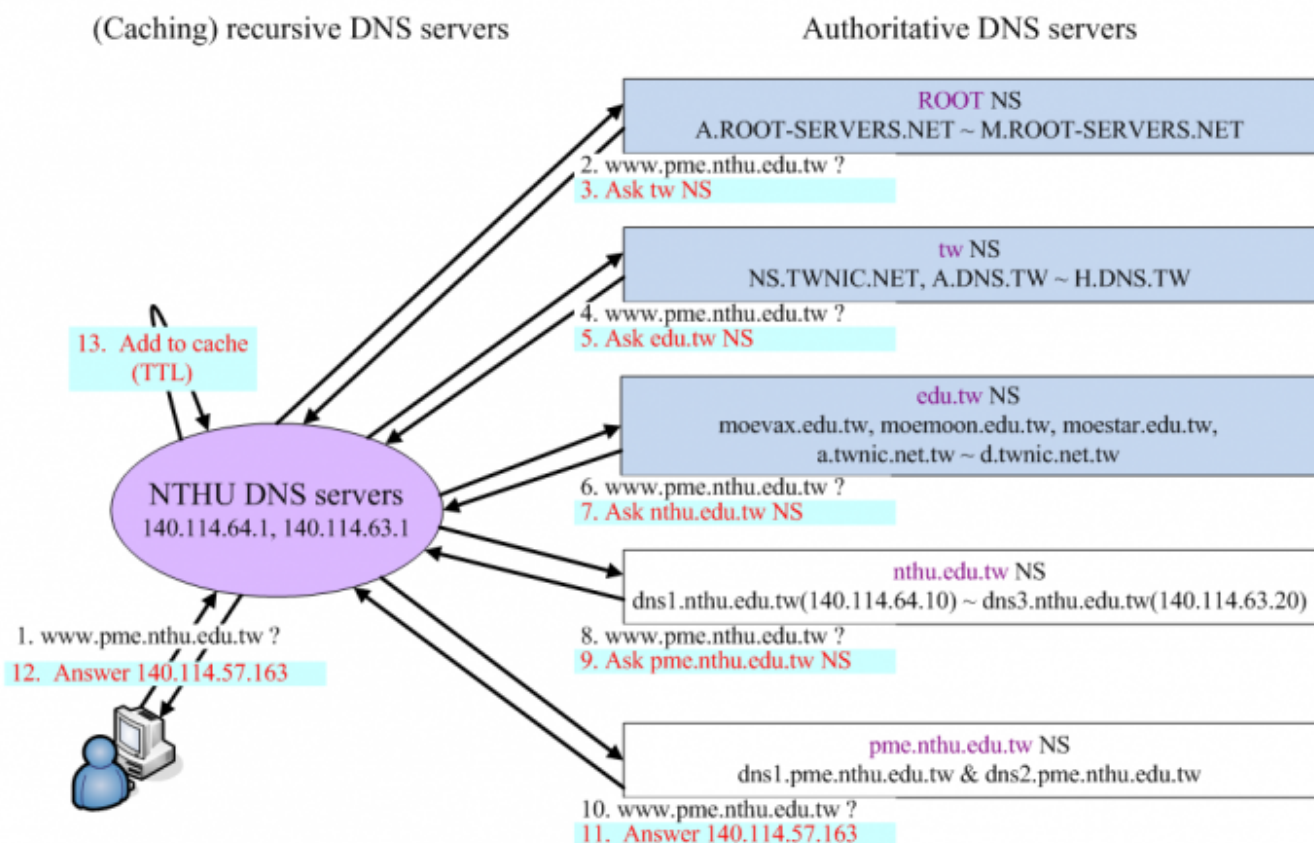 (Caching) recursive DNS servers
Authoritative DNS servers
ROOT NS
A.ROOT-SERVERS.NET ~ M.ROOT-SERVERS.NET
2. www.pme.nthu.edu.tw ?
3. Ask tw NS
tw NS
NS.TWNIC.NET, A.DNS.TW ~ H.DNS.TW
4. www.pme.nthu.edu.tw ?
5. Ask edu.tw NS
13. Add to cache
(TTL)
edu.tw NS
moevax.edu.tw, moemoon.edu.tw, moestar.edu.tw,
a.twnic.net.tw ~ d.twnic.net.tw
6. www.pme.nthu.edu.tw ?
7. Ask nthu.edu.tw NS
NTHU DNS servers
140.114.64.1, 140.114.63.1
nthu.edu.tw NS
dns1.nthu.edu.tw(140.114.64.10) ~ dns3.nthu.edu.tw(140.114.63.20)
8. www.pme.nthu.edu.tw ?
9. Ask pme.nthu.edu.tw NS
1. www.pme.nthu.edu.tw ?
12. Answer 140.114.57.163
pme.nthu.edu.tw NS
dns1.pme.nthu.edu.tw & dns2.pme.nthu.edu.tw
10. www.pme.nthu.edu.tw ?
11. Answer 140.114.57.163